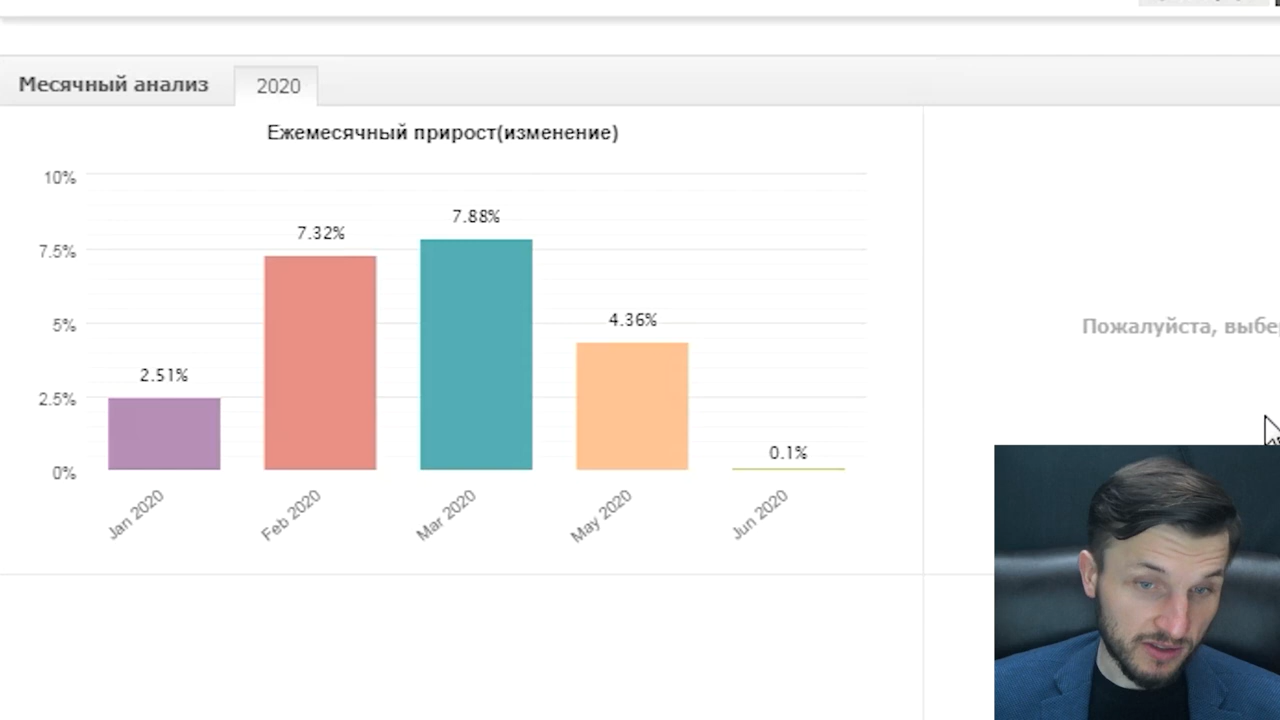 Месячный анализ
2020
Ежемесячный прирост(изменение)
10%
7.5%
5%
2.5%
0%
2.51%
7.32%
7.88%
4.36%
0.1%
Jan 2020
Feb 2020
Mar 2020
May 2020
Jun 2020
Пожалуйста,